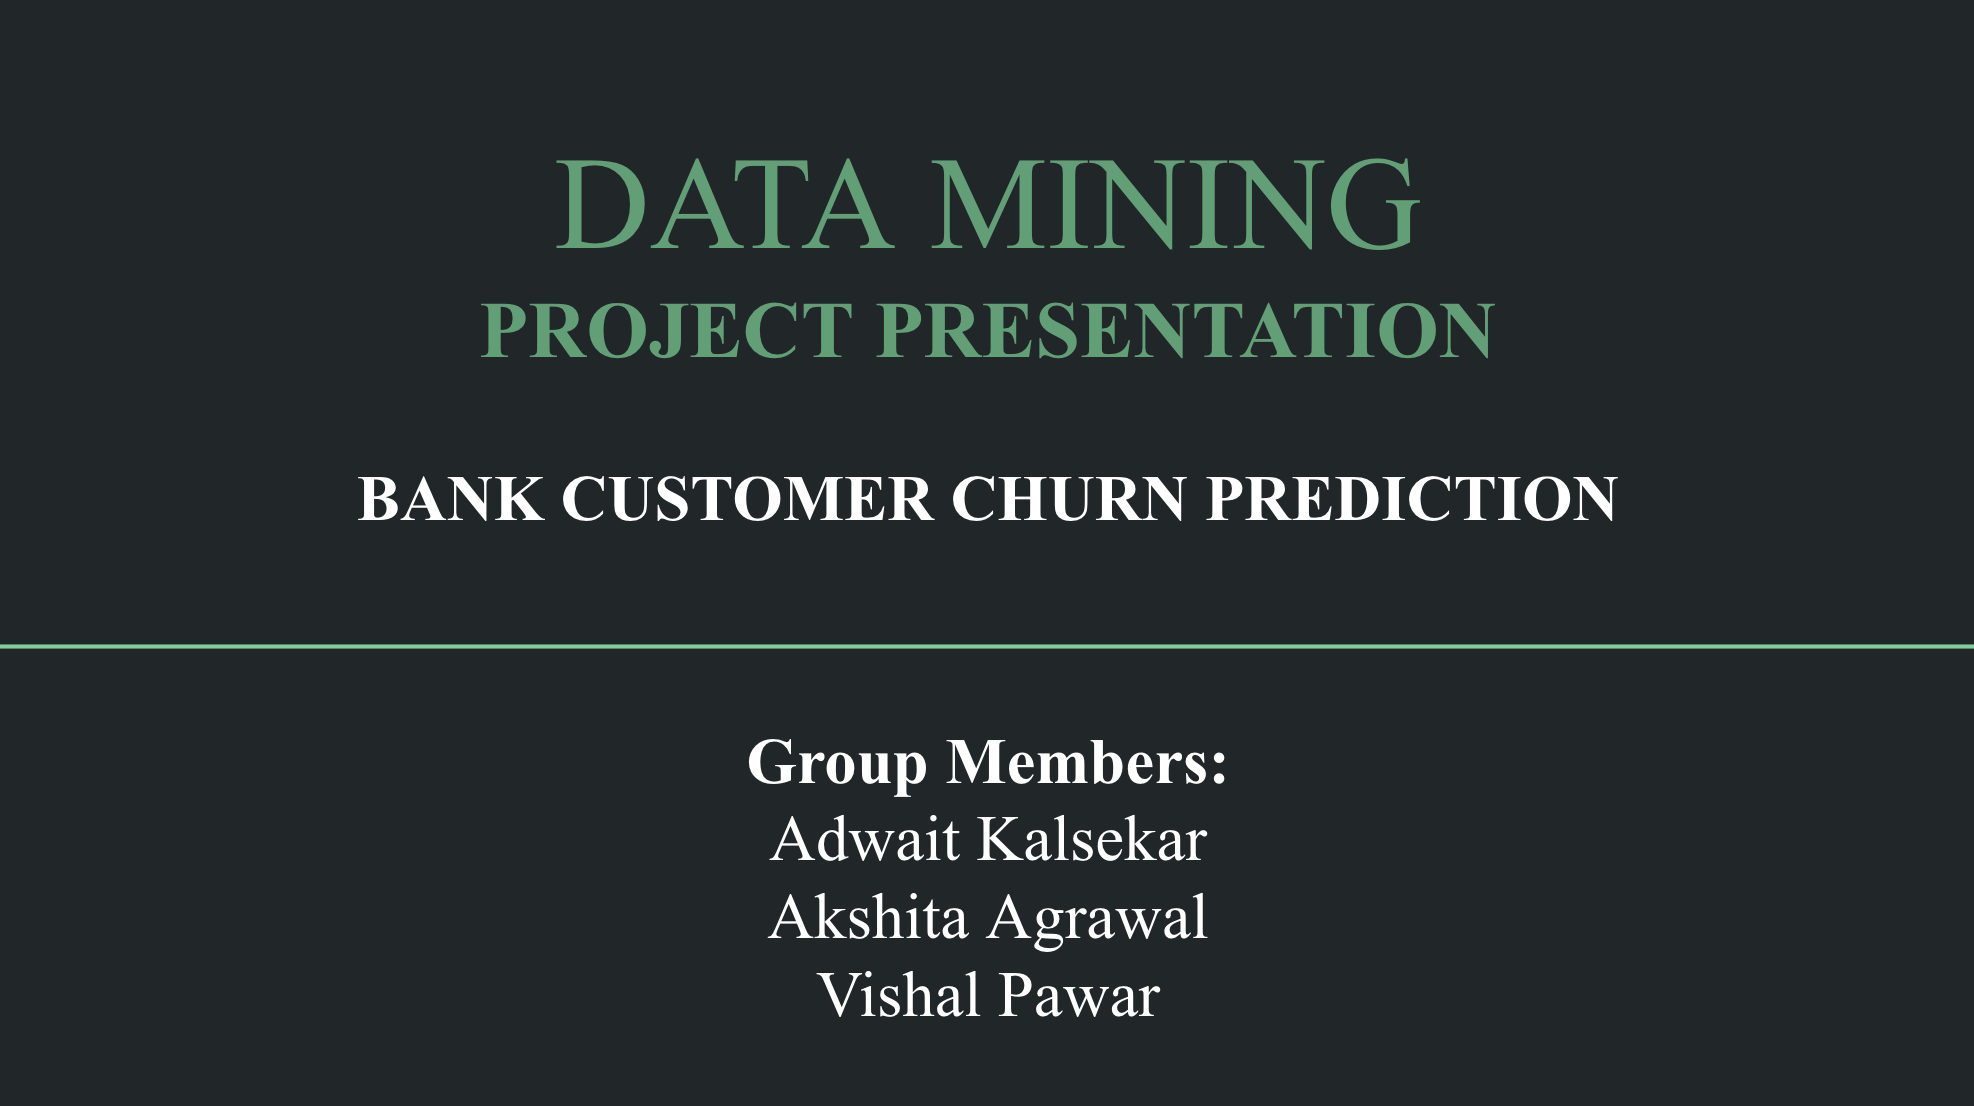 DATA MINING
PROJECT PRESENTATION
BANK CUSTOMER CHURN PREDICTION
Group Members:
Adwait Kalsekar
Akshita Agrawal
Vishal Pawar